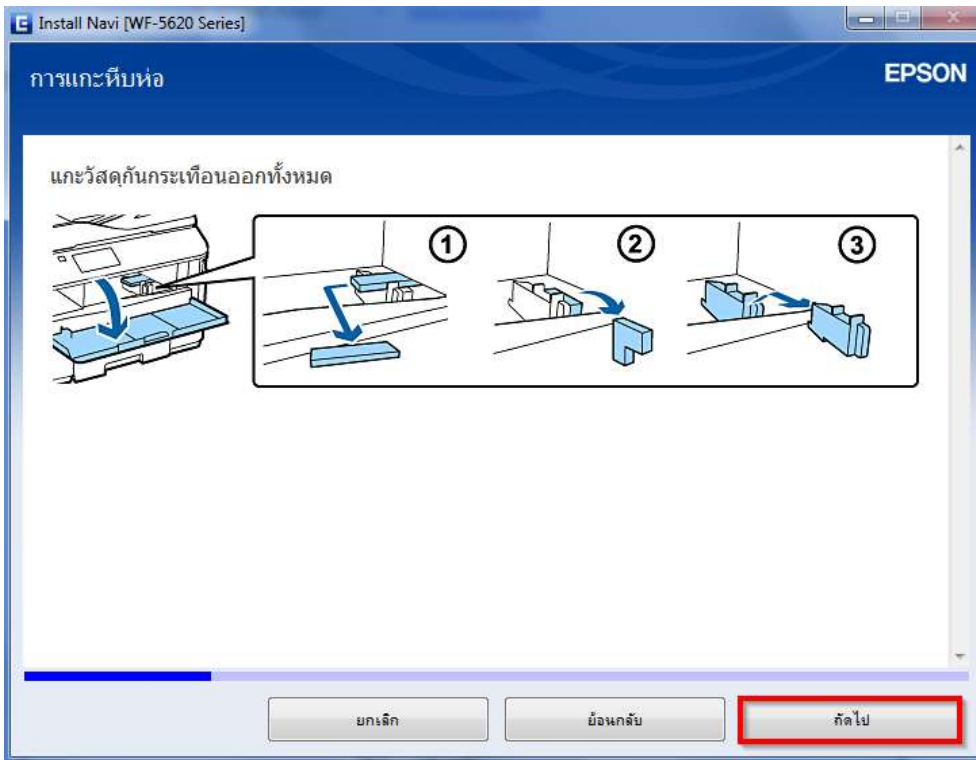 Install Navi [WF-5620 Series]
การแกะหีบห่อ
EPSON
แกะวัสดุกันกระเทือนออกทั้งหมด
1
2
3
ยกเลิก
ย้อนกลับ
ถัดไป